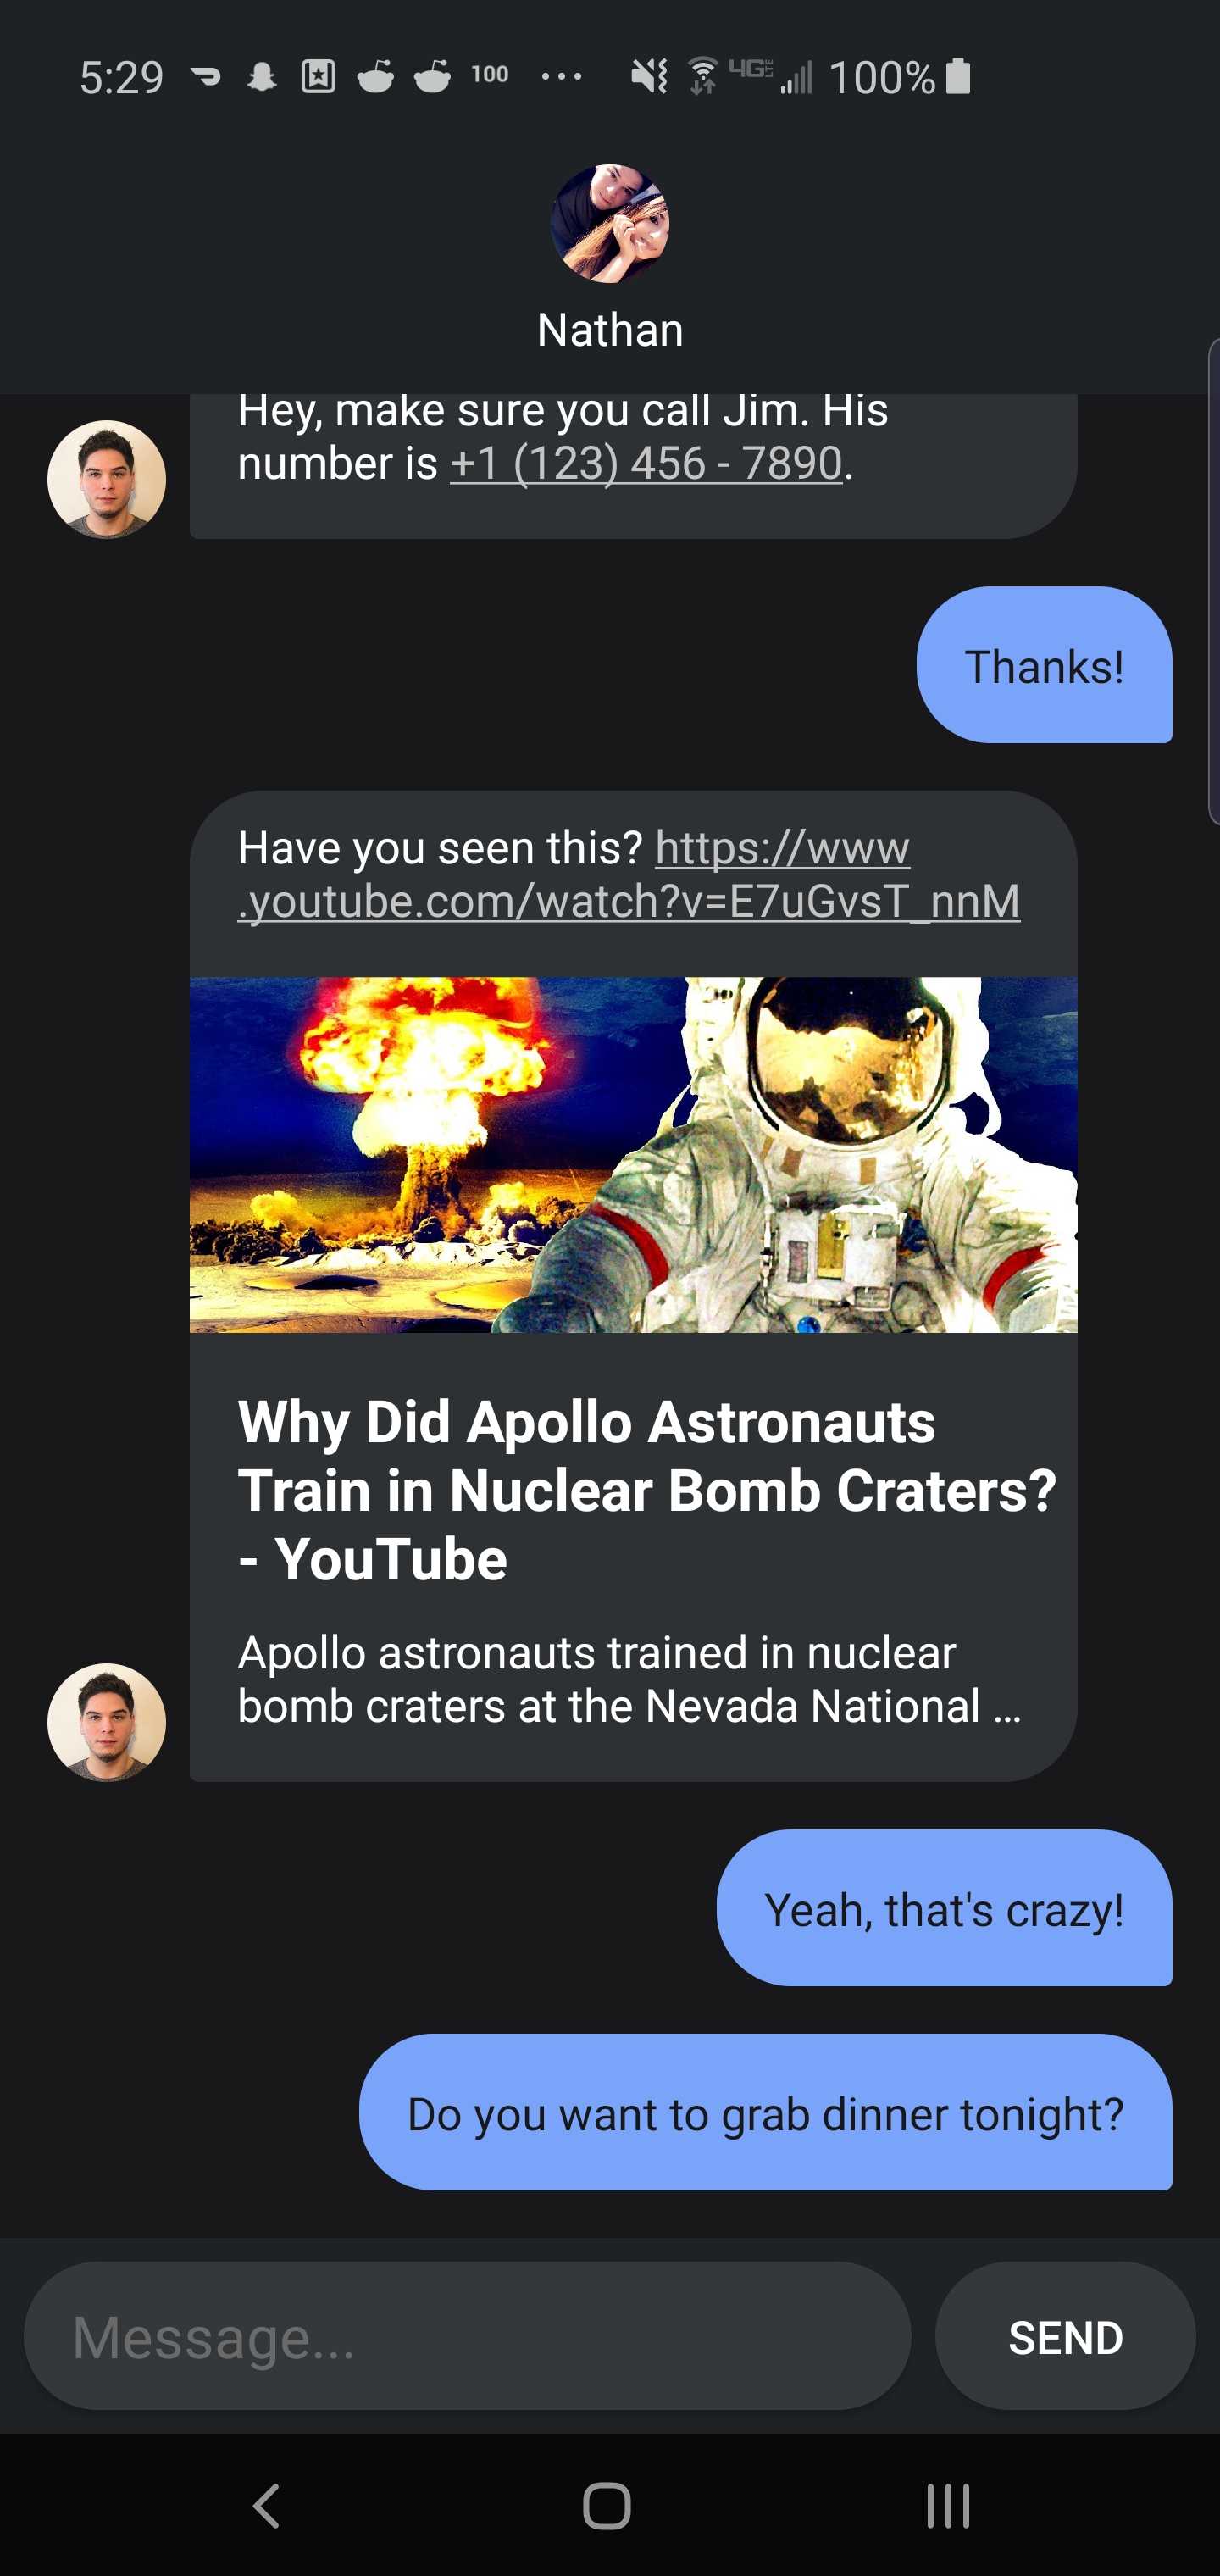 5:29 100 4GLTE 100%
Nathan
Hey, make sure you call Jim. His
number is +1 (123) 456 - 7890.
Thanks!
Have you seen this? https://www
.youtube.com/watch?v=E7uGvsT_nnM
Why Did Apollo Astronauts
Train in Nuclear Bomb Craters?
- YouTube
Apollo astronauts trained in nuclear
bomb craters at the Nevada National ...
Yeah, that's crazy!
Do you want to grab dinner tonight?
Message...
SEND